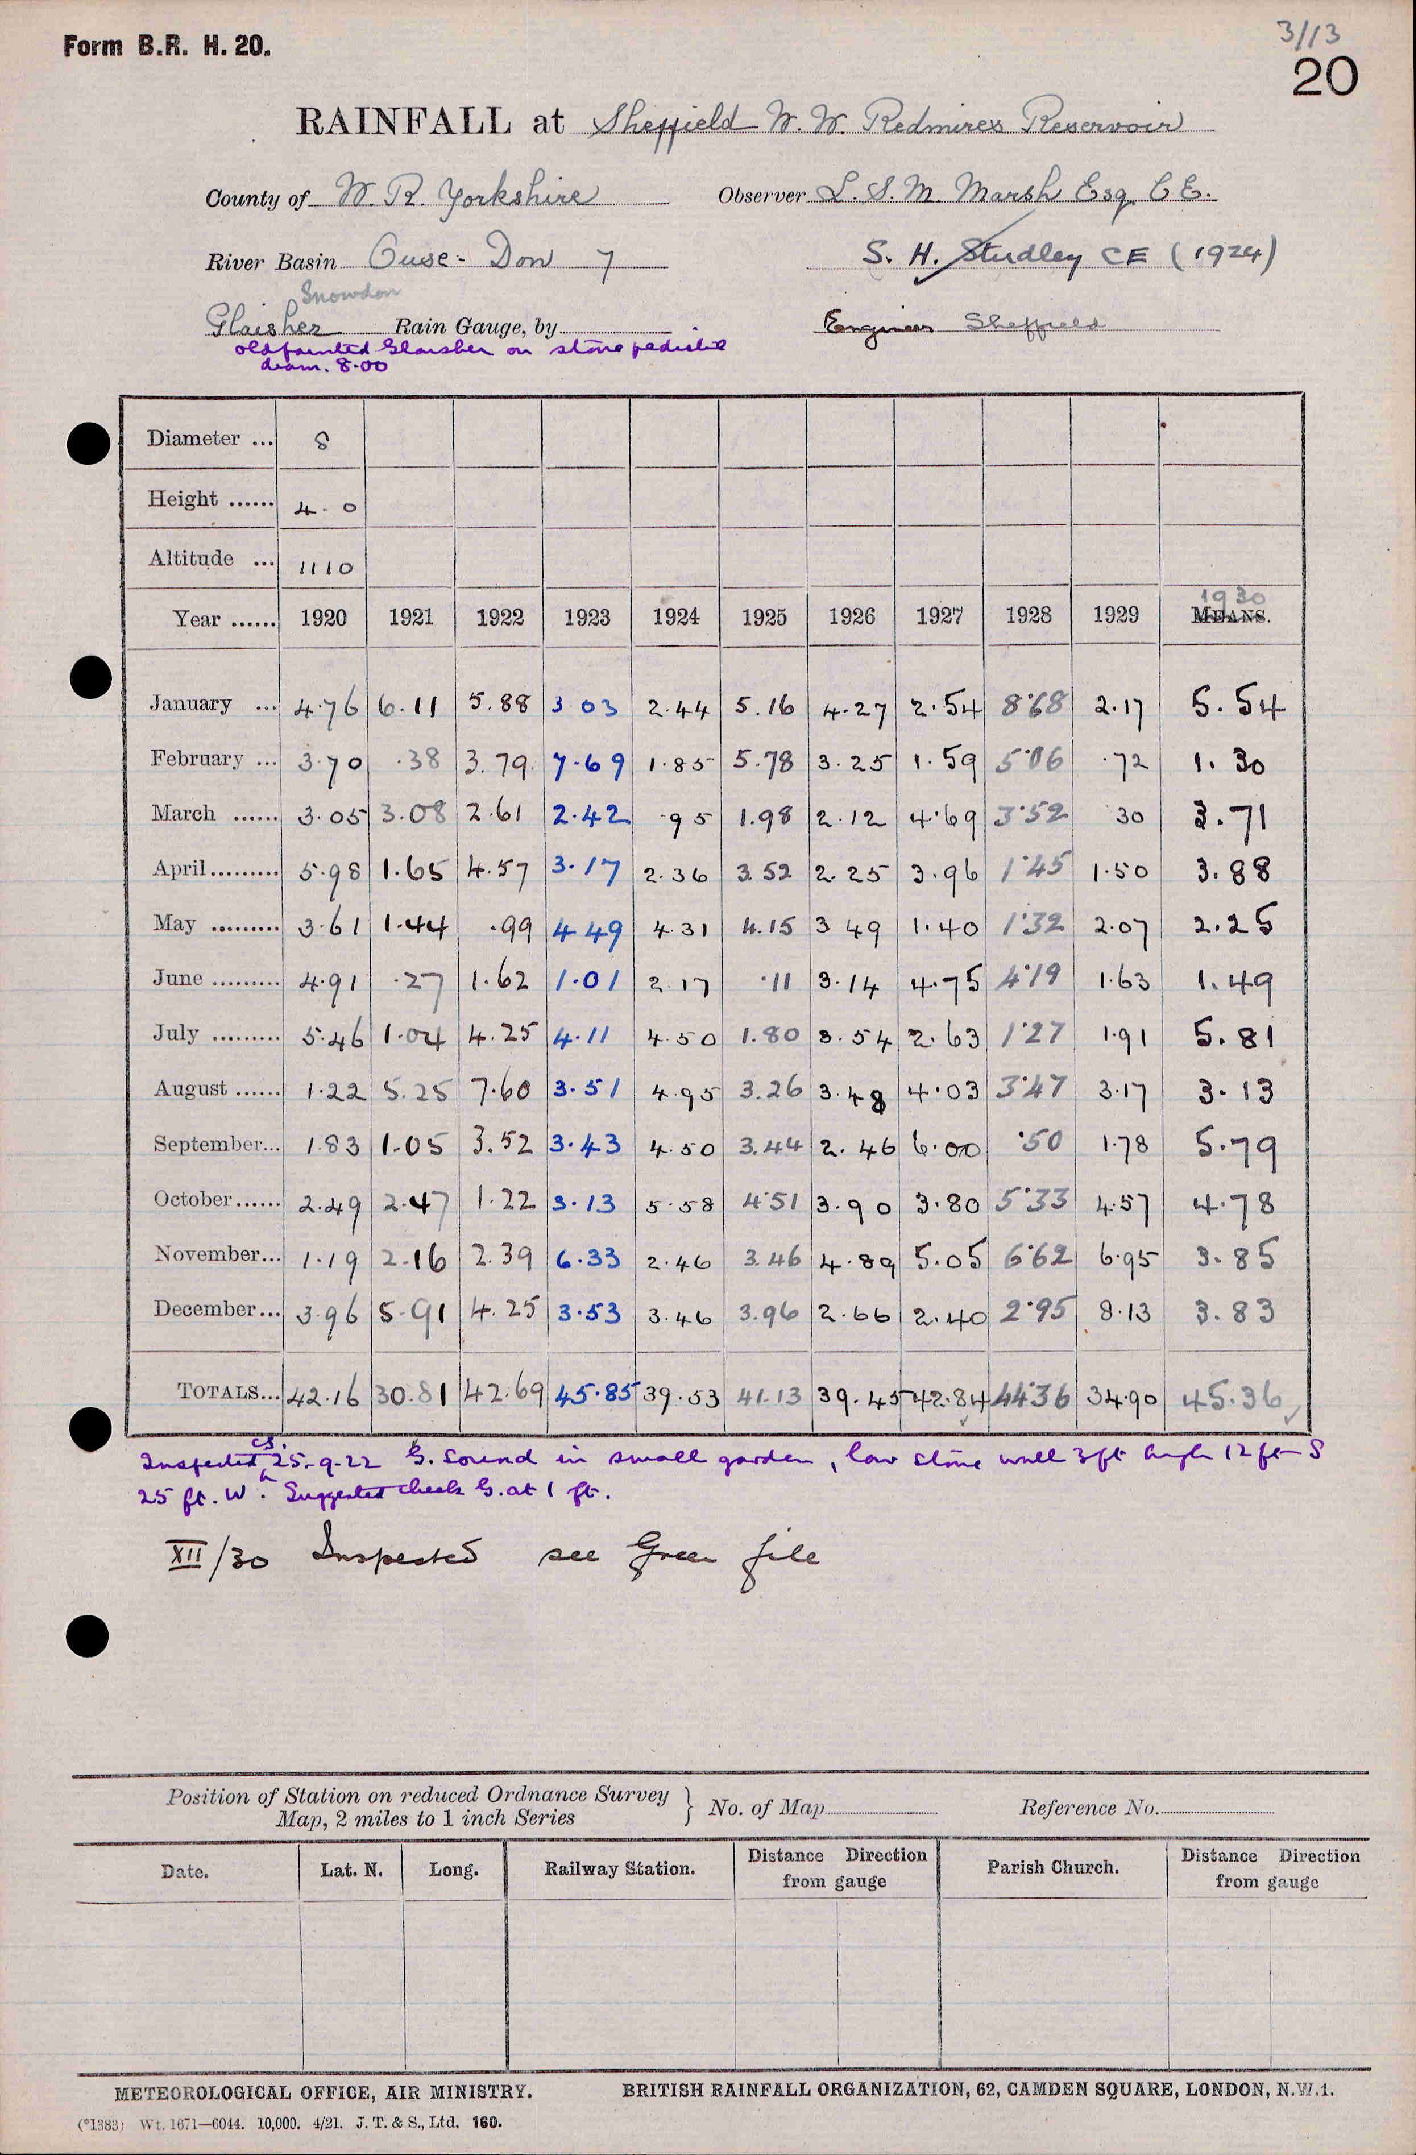 3/13
Form B.R. H. 20.
20
RAINFALL at Sheffield W. W. Redmires Reservoir
County of W. R. Yorkshire Observer L. S. M. Marsh Esq. C E.
River Basin Ouse - Don 7 S. H. Studley CE (1924)
Snowdon
Glaisher Rain Gauge, by Engineer Sheffield
old painted Glaisher on stone pedestal
diam. 8.00
Diameter ... 8
Height ...... 4-0
Altitude ... 1110
1930
Year ...... 1920 1921 1922 1923 1924 1925 1926 1927 1928 1929 MEANS.
January ... 4.76 6.11 5.88 3 03 2.44 5.16 4.27 2.54 8.68 2.17 5.54
February ... 3.70 .38 3.79 7.69 1.85 5.78 3.25 1.59 5.06 .72 1.30
March ...... 3.05 3.08 2.61 2.42 .95 1.98 2.12 4.69 3.52 30 3.71
April......... 5.98 1.65 4.57 3.17 2.36 3.52 2.25 3.96 1.45 1.50 3.88
May ......... 3.61 1.44 .99 4 49 4.31 4.15 3 49 1.40 1.32 2.07 2.25
June ......... 4.91 .27 1.62 1.01 2 17 .11 3.14 4.75 4.19 1.63 1.49
July ......... 5.46 1.04 4.25 4.11 4.50 1.80 3.54 2.63 1.27 1.91 5.81
August ...... 1.22 5.25 7.60 3.51 4.95 3.26 3.48 4.03 3.47 3.17 3.13
September... 1.83 1.05 3.52 3.43 4.50 3.44 2.46 6.00 .50 1.78 5.79
October...... 2.49 2.47 1.22 3.13 5.58 4.51 3.90 3.80 5.33 4.57 4.78
November... 1.19 2.16 2.39 6.33 2.46 3.46 4.89 5.05 6.62 6.95 3.85
December... 3.96 5.91 4.25 3.53 3.46 3.96 2.66 2.40 2.95 8.13 3.83
TOTALS... 42.16 30.81 42.69 45.85 39.53 41.13 39.45 42.84 44.36 34.90 45.36
cs.
Inspected 25.9.22 G. Sound in small garden, low stone wall 3ft high 12 ft S
25 ft. W. Suggested check G. at 1 ft.
XII/30 Inspected see Green file
Position of Station on reduced Ordnance Survey
Map, 2 miles to 1 inch Series } No. of Map Reference No.
Date. Lat. N. Long. Railway Station. Distance Direction from gauge Parish Church. Distance Direction from gauge
METEOROLOGICAL OFFICE, AIR MINISTRY. BRITISH RAINFALL ORGANIZATION, 62, CAMDEN SQUARE, LONDON, N.W.1.
(*1383) Wt. 1671—6044. 10,000. 4/21. J. T. & S., Ltd. 160.